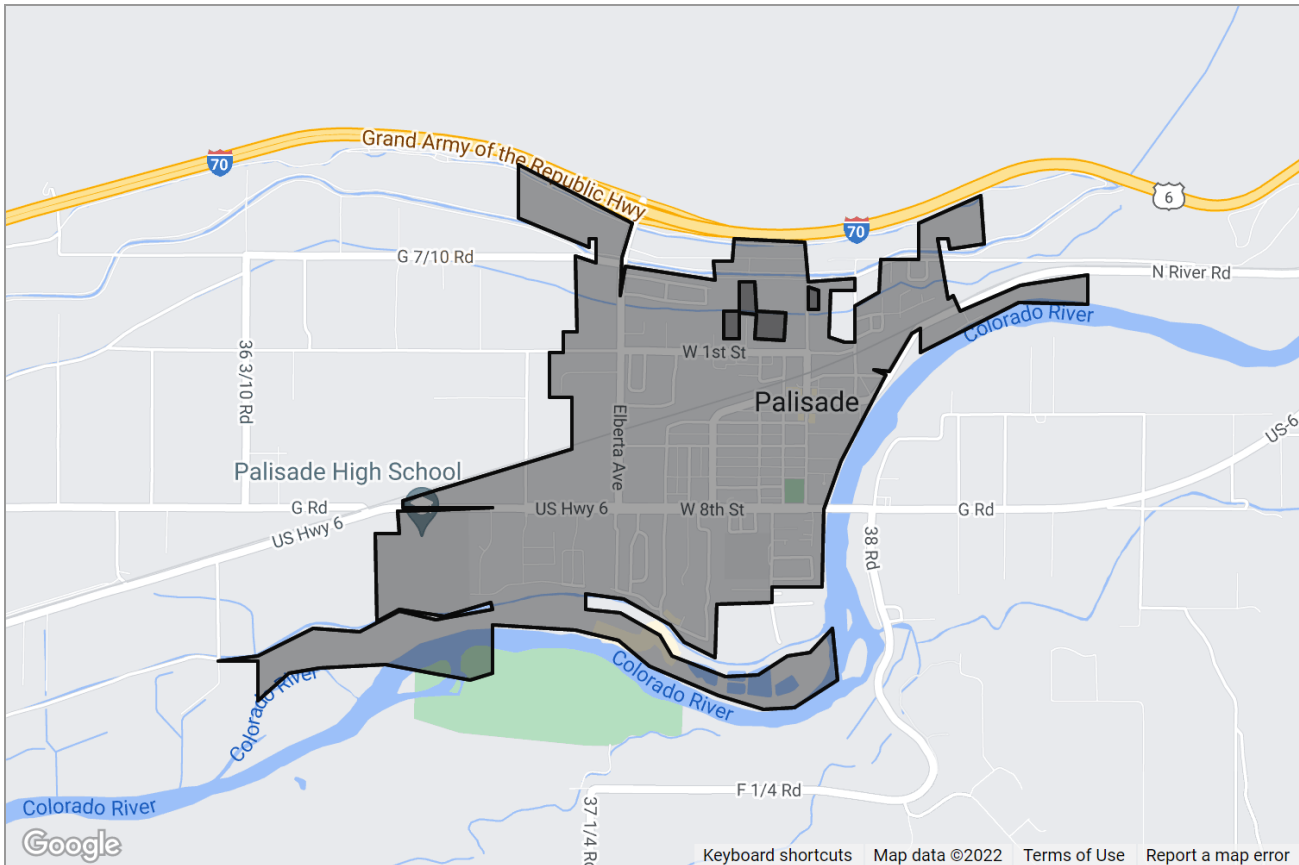 Grand Army of the Republic Hwy
70
6
70
G 7/10 Rd
N River Rd
Colorado River
W 1st St
36 3/10 Rd
Palisade
Elberta Ave
US-6
Palisade High School
G Rd
US Hwy 6
W 8th St
G Rd
US Hwy 6
38 Rd
Colorado River
Colorado River
F 1/4 Rd
Colorado River
37 1/4 Rd
Google
Keyboard shortcuts
Map data ©2022
Terms of Use
Report a map error